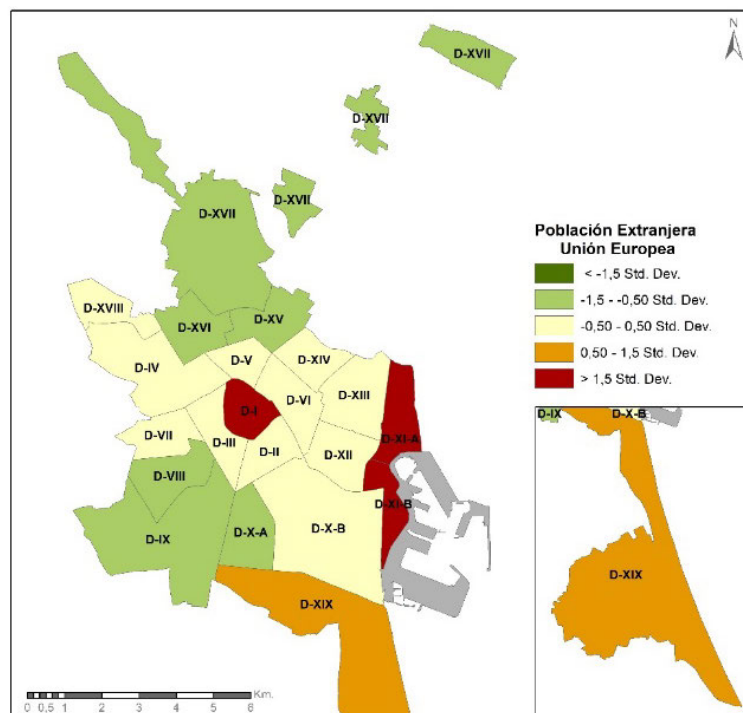 N
D-XVII
D-XVII
D-XVII
D-XVII
Población Extranjera
Unión Europea
< -1,5 Std. Dev.
-1,5 - -0,50 Std. Dev.
-0,50 - 0,50 Std. Dev.
0,50 - 1,5 Std. Dev.
> 1,5 Std. Dev.
D-XVIII
D-XVI
D-XV
D-IV
D-V
D-XIV
D-XIII
D-VI
D-I
D-XI-A
D-VII
D-III
D-II
D-XII
D-VIII
D-XI-B
D-IX
D-X-A
D-X-B
D-XIX
D-IX
D-X-B
D-XIX
Km.
0 0,5 1 2 3 4 5 6